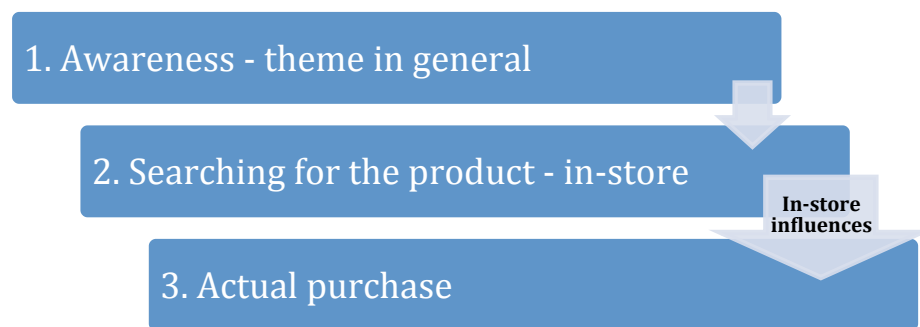 1. Awareness - theme in general
2. Searching for the product - in-store
In-store
influences
3. Actual purchase